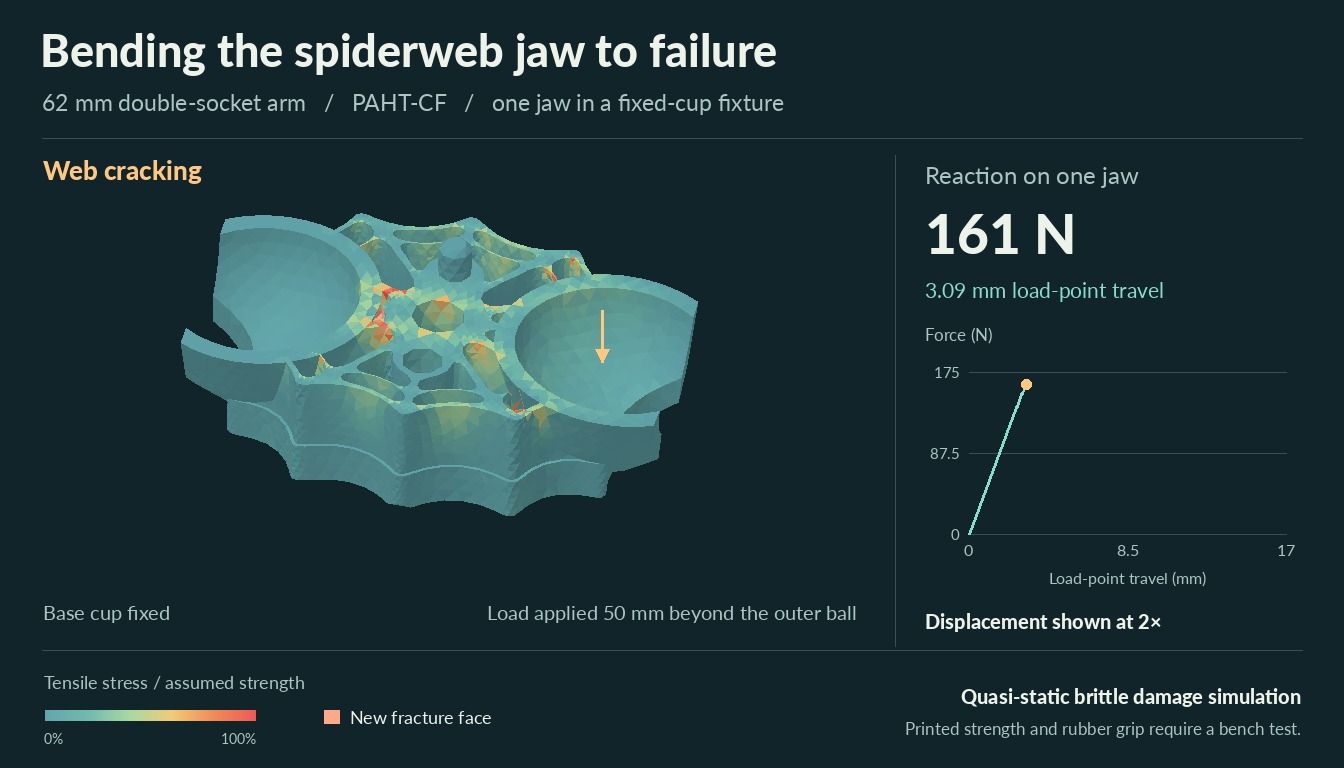 Bending the spiderweb jaw to failure
62 mm double-socket arm / PAHT-CF / one jaw in a fixed-cup fixture
Web cracking
Reaction on one jaw
161 N
3.09 mm load-point travel
Force (N)
175
87.5
0
0 8.5 17
Load-point travel (mm)
Base cup fixed
Load applied 50 mm beyond the outer ball
Displacement shown at 2×
Tensile stress / assumed strength
0% 100%
New fracture face
Quasi-static brittle damage simulation
Printed strength and rubber grip require a bench test.